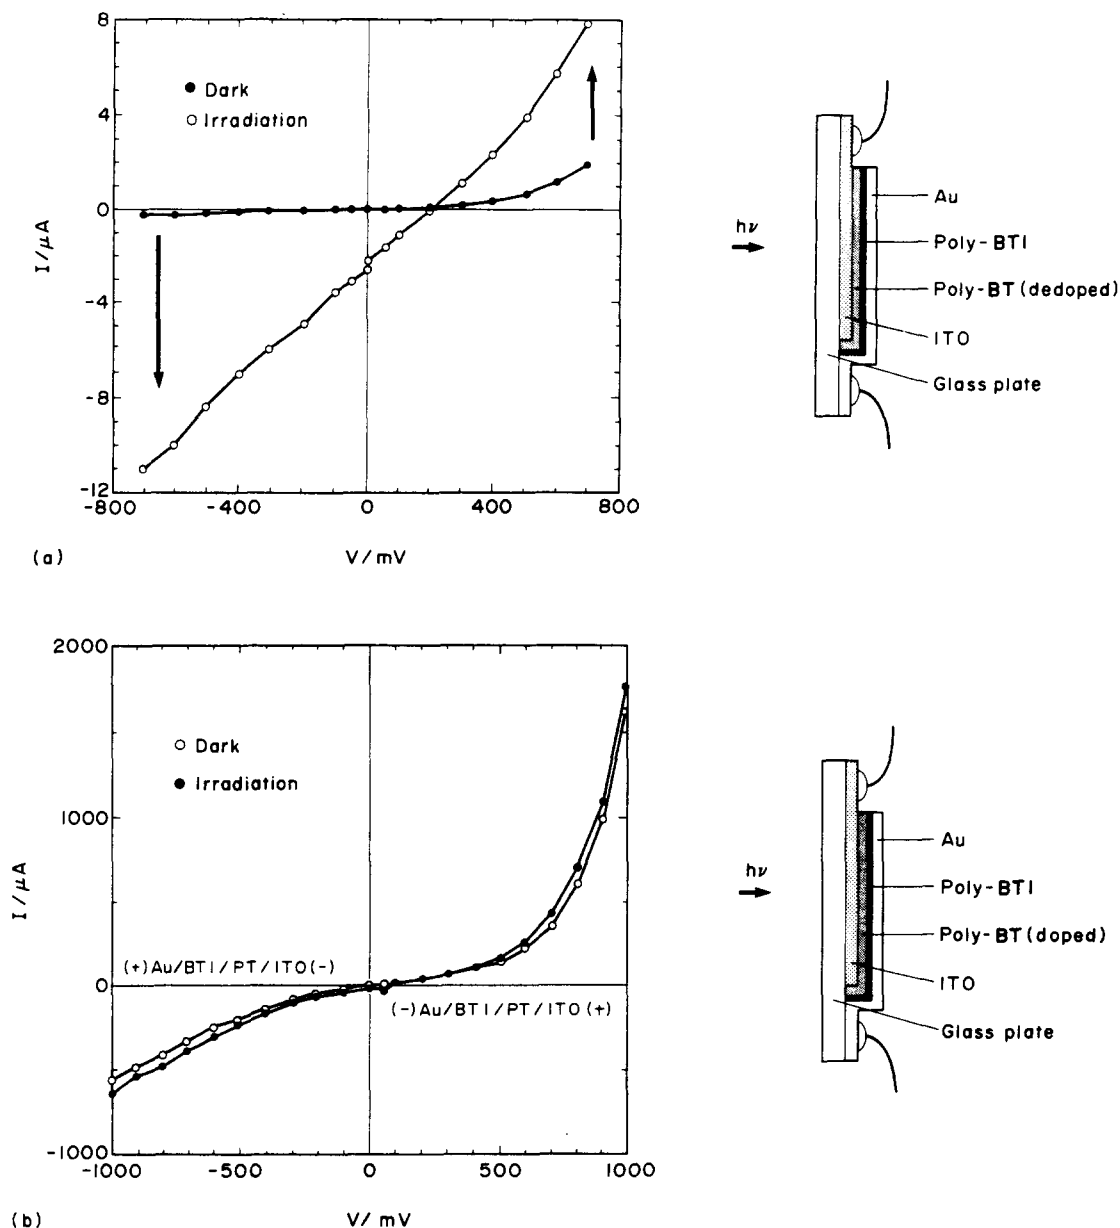 8
4
0
-4
-8
-12
I/μA
● Dark
○ Irradiation
-800 -400 0 400 800
V/mV
(a)
hν
Au
Poly-BTI
Poly-BT(dedoped)
ITO
Glass plate
2000
1000
0
-1000
I/μA
○ Dark
● Irradiation
(+)Au/BTI/PT/ITO(-)
(-)Au/BTI/PT/ITO(+)
-1000 -500 0 500 1000
V/mV
(b)
hν
Au
Poly-BTI
Poly-BT(doped)
ITO
Glass plate